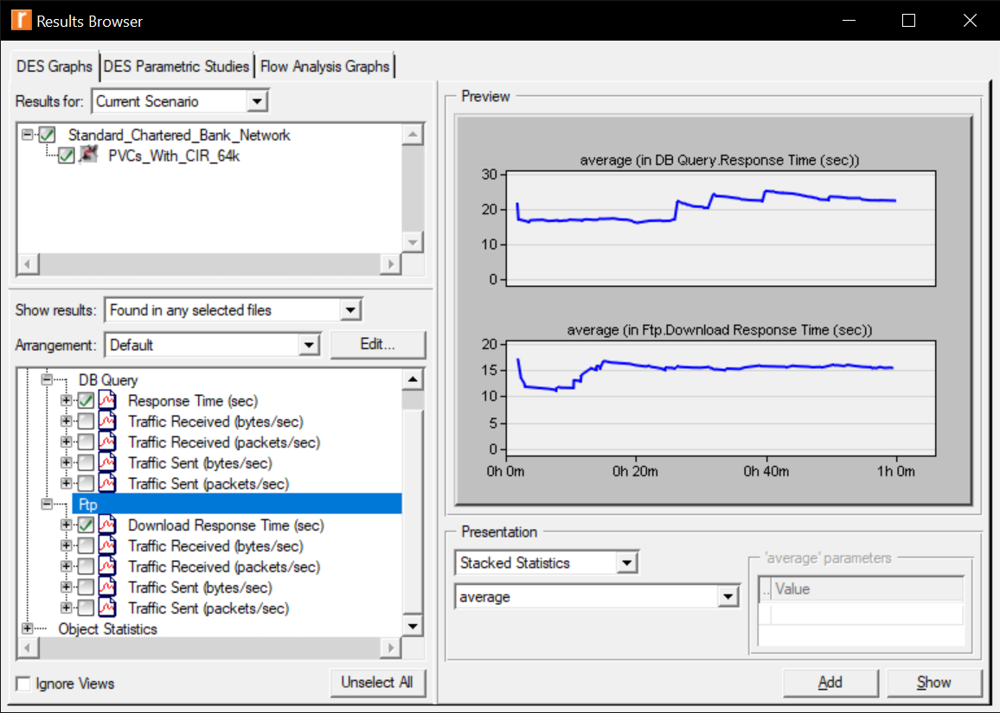 Results Browser
DES Graphs
DES Parametric Studies
Flow Analysis Graphs
Results for:
Current Scenario
Standard_Chartered_Bank_Network
PVCs_With_CIR_64k
Show results:
Found in any selected files
Arrangement:
Default
Edit...
DB Query
Response Time (sec)
Traffic Received (bytes/sec)
Traffic Received (packets/sec)
Traffic Sent (bytes/sec)
Traffic Sent (packets/sec)
Ftp
Download Response Time (sec)
Traffic Received (bytes/sec)
Traffic Received (packets/sec)
Traffic Sent (bytes/sec)
Traffic Sent (packets/sec)
Object Statistics
Ignore Views
Unselect All
Preview
average (in DB Query.Response Time (sec))
30
20
10
0
average (in Ftp.Download Response Time (sec))
20
15
10
5
0
0h 0m
0h 20m
0h 40m
1h 0m
Presentation
Stacked Statistics
average
'average' parameters
.. Value
Add
Show